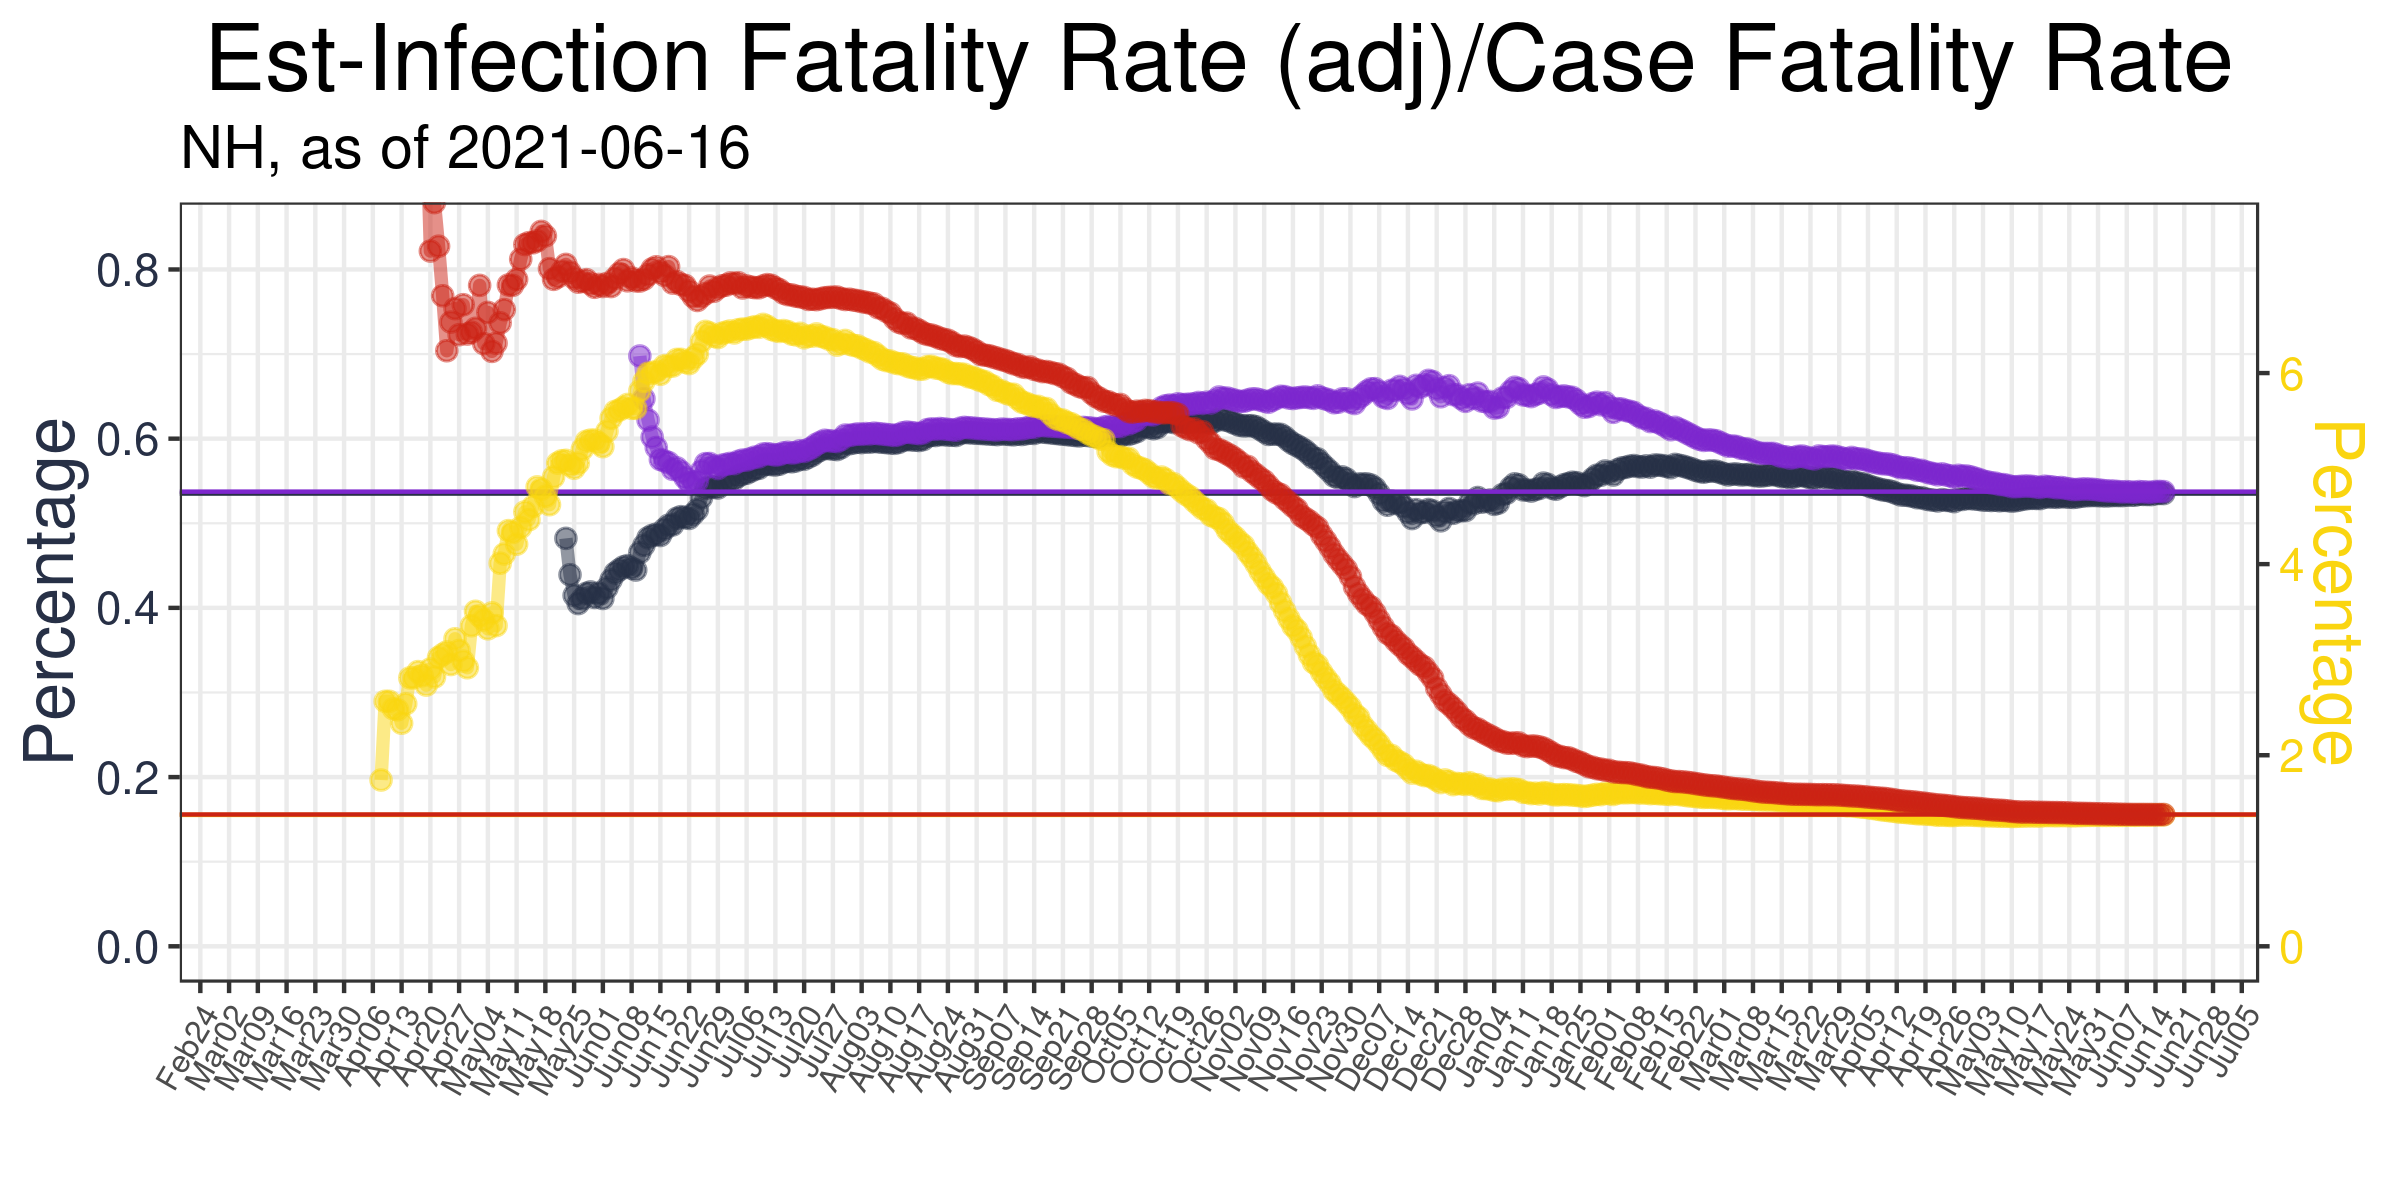 Est-Infection Fatality Rate (adj)/Case Fatality Rate
NH, as of 2021-06-16
Percentage
0.8
0.6
0.4
0.2
0.0
6
4
2
0
Percentage
Feb24
Mar02
Mar09
Mar16
Mar23
Mar30
Apr06
Apr13
Apr20
Apr27
May04
May11
May18
May25
Jun01
Jun08
Jun15
Jun22
Jun29
Jul06
Jul13
Jul20
Jul27
Aug03
Aug10
Aug17
Aug24
Aug31
Sep07
Sep14
Sep21
Sep28
Oct05
Oct12
Oct19
Oct26
Nov02
Nov09
Nov16
Nov23
Nov30
Dec07
Dec14
Dec21
Dec28
Jan04
Jan11
Jan18
Jan25
Feb01
Feb08
Feb15
Feb22
Mar01
Mar08
Mar15
Mar22
Mar29
Apr05
Apr12
Apr19
Apr26
May03
May10
May17
May24
May31
Jun07
Jun14
Jun21
Jun28
Jul05